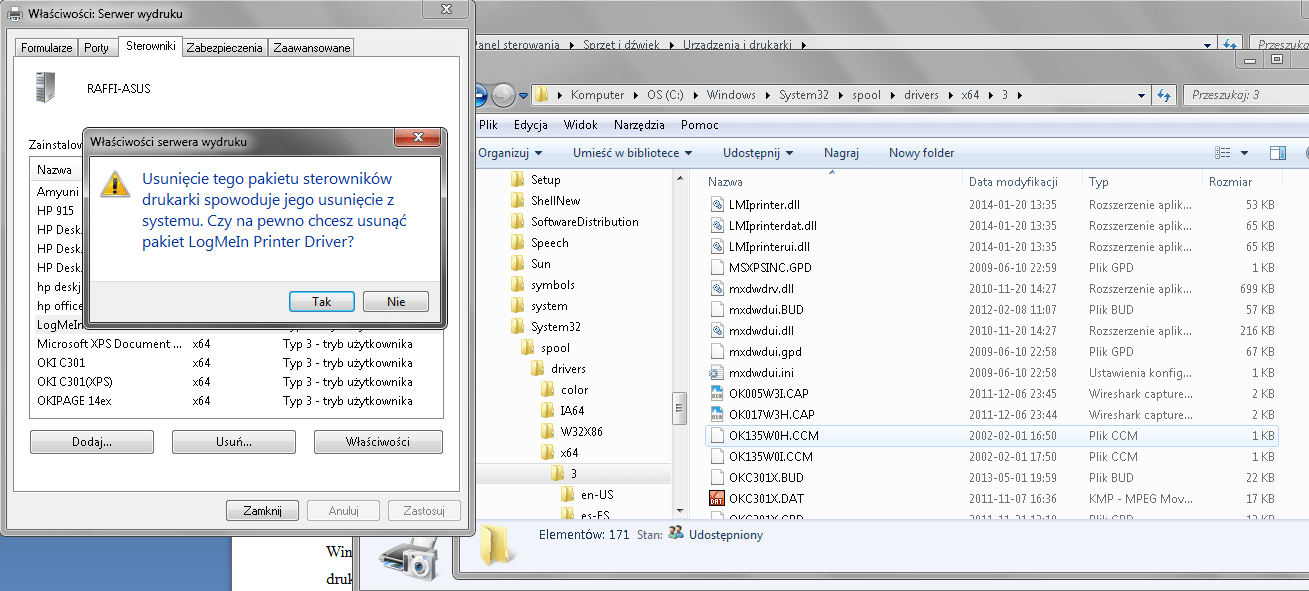 Właściwości: Serwer wydruku
Formularze Porty Sterowniki Zabezpieczenia Zaawansowane
RAFFI-ASUS
Nazwa
Amyuni
HP 915
HP Desk
HP Desk
HP Desk
hp deskj
hp office
LogMeIn
Microsoft XPS Document ... x64 Typ 3 - tryb użytkownika
OKI C301 x64 Typ 3 - tryb użytkownika
OKI C301(XPS) x64 Typ 3 - tryb użytkownika
OKIPAGE 14ex x64 Typ 3 - tryb użytkownika
Dodaj... Usuń... Właściwości
Zamknij Anuluj Zastosuj
Właściwości serwera wydruku
Usunięcie tego pakietu sterowników
drukarki spowoduje jego usunięcie z
systemu. Czy na pewno chcesz usunąć
pakiet LogMeIn Printer Driver?
Tak Nie
Panel sterowania Sprzęt i dźwięk Urządzenia i drukarki Przeszukaj
Komputer OS (C:) Windows System32 spool drivers x64 3 Przeszukaj: 3
Plik Edycja Widok Narzędzia Pomoc
Organizuj Umieść w bibliotece Udostępnij Nagraj Nowy folder
Setup
ShellNew
SoftwareDistribution
Speech
Sun
symbols
system
System32
spool
drivers
color
IA64
W32X86
x64
3
en-US
es-ES
Nazwa Data modyfikacji Typ Rozmiar
LMIprinter.dll 2014-01-20 13:35 Rozszerzenie aplik... 53 KB
LMIprinterdat.dll 2014-01-20 13:35 Rozszerzenie aplik... 65 KB
LMIprinterui.dll 2014-01-20 13:35 Rozszerzenie aplik... 65 KB
MSXPSINC.GPD 2009-06-10 22:59 Plik GPD 1 KB
mxdwdrv.dll 2010-11-20 14:27 Rozszerzenie aplik... 699 KB
mxdwdui.BUD 2012-02-08 11:07 Plik BUD 57 KB
mxdwdui.dll 2010-11-20 14:27 Rozszerzenie aplik... 216 KB
mxdwdui.gpd 2009-06-10 22:58 Plik GPD 67 KB
mxdwdui.ini 2009-06-10 22:58 Ustawienia konfig... 1 KB
OK005W3I.CAP 2011-12-06 23:45 Wireshark capture... 2 KB
OK017W3H.CAP 2011-12-06 23:44 Wireshark capture... 2 KB
OK135W0H.CCM 2002-02-01 16:50 Plik CCM 1 KB
OK135W0I.CCM 2002-02-01 17:50 Plik CCM 1 KB
OKC301X.BUD 2013-05-01 19:59 Plik BUD 22 KB
OKC301X.DAT 2011-11-07 16:36 KMP - MPEG Mov... 17 KB
Elementów: 171 Stan: Udostępniony
Win
druk